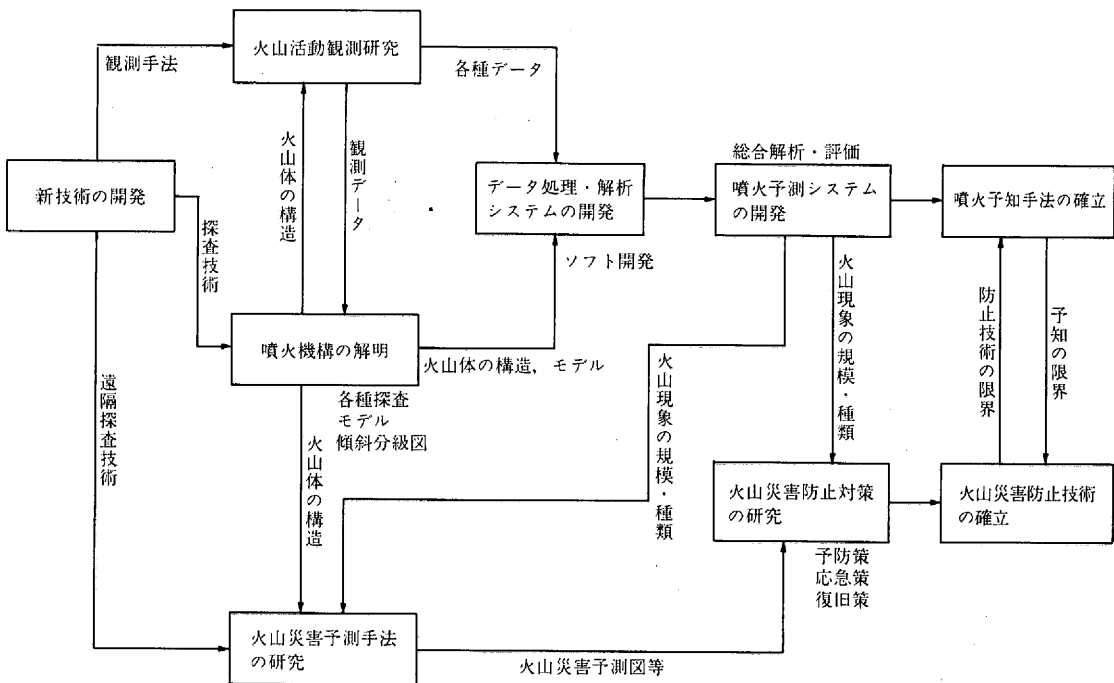 火山活動観測研究
観測手法
各種データ
火山体の構造
観測データ
総合解析・評価
新技術の開発
データ処理・解析
システムの開発
噴火予測システム
の開発
噴火予知手法の確立
探査技術
ソフト開発
火山現象の規模・種類
防止技術の限界
予知の限界
噴火機構の解明
火山体の構造，モデル
遠隔探査技術
各種探査
モデル
傾斜分級図
火山体の構造
火山現象の規模・種類
火山災害防止対策
の研究
火山災害防止技術
の確立
予防策
応急策
復旧策
火山災害予測手法
の研究
火山災害予測図等